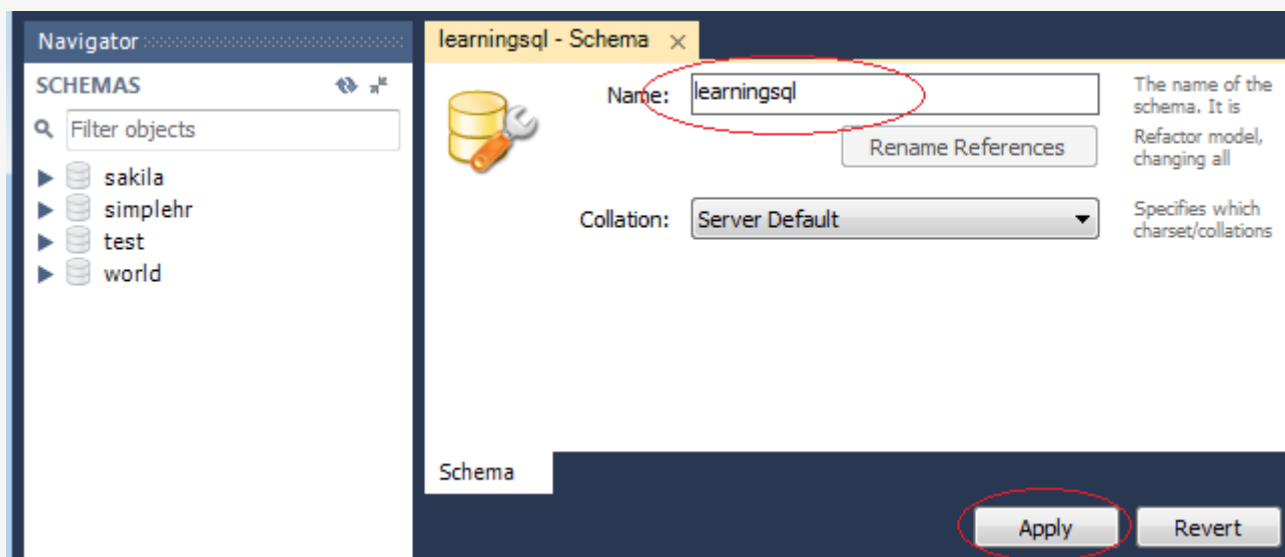 Navigator
SCHEMAS
Filter objects
sakila
simplehr
test
world
learningsql - Schema
Name:
learningsql
The name of the
schema. It is
Rename References
Refactor model,
changing all
Collation:
Server Default
Specifies which
charset/collations
Schema
Apply
Revert